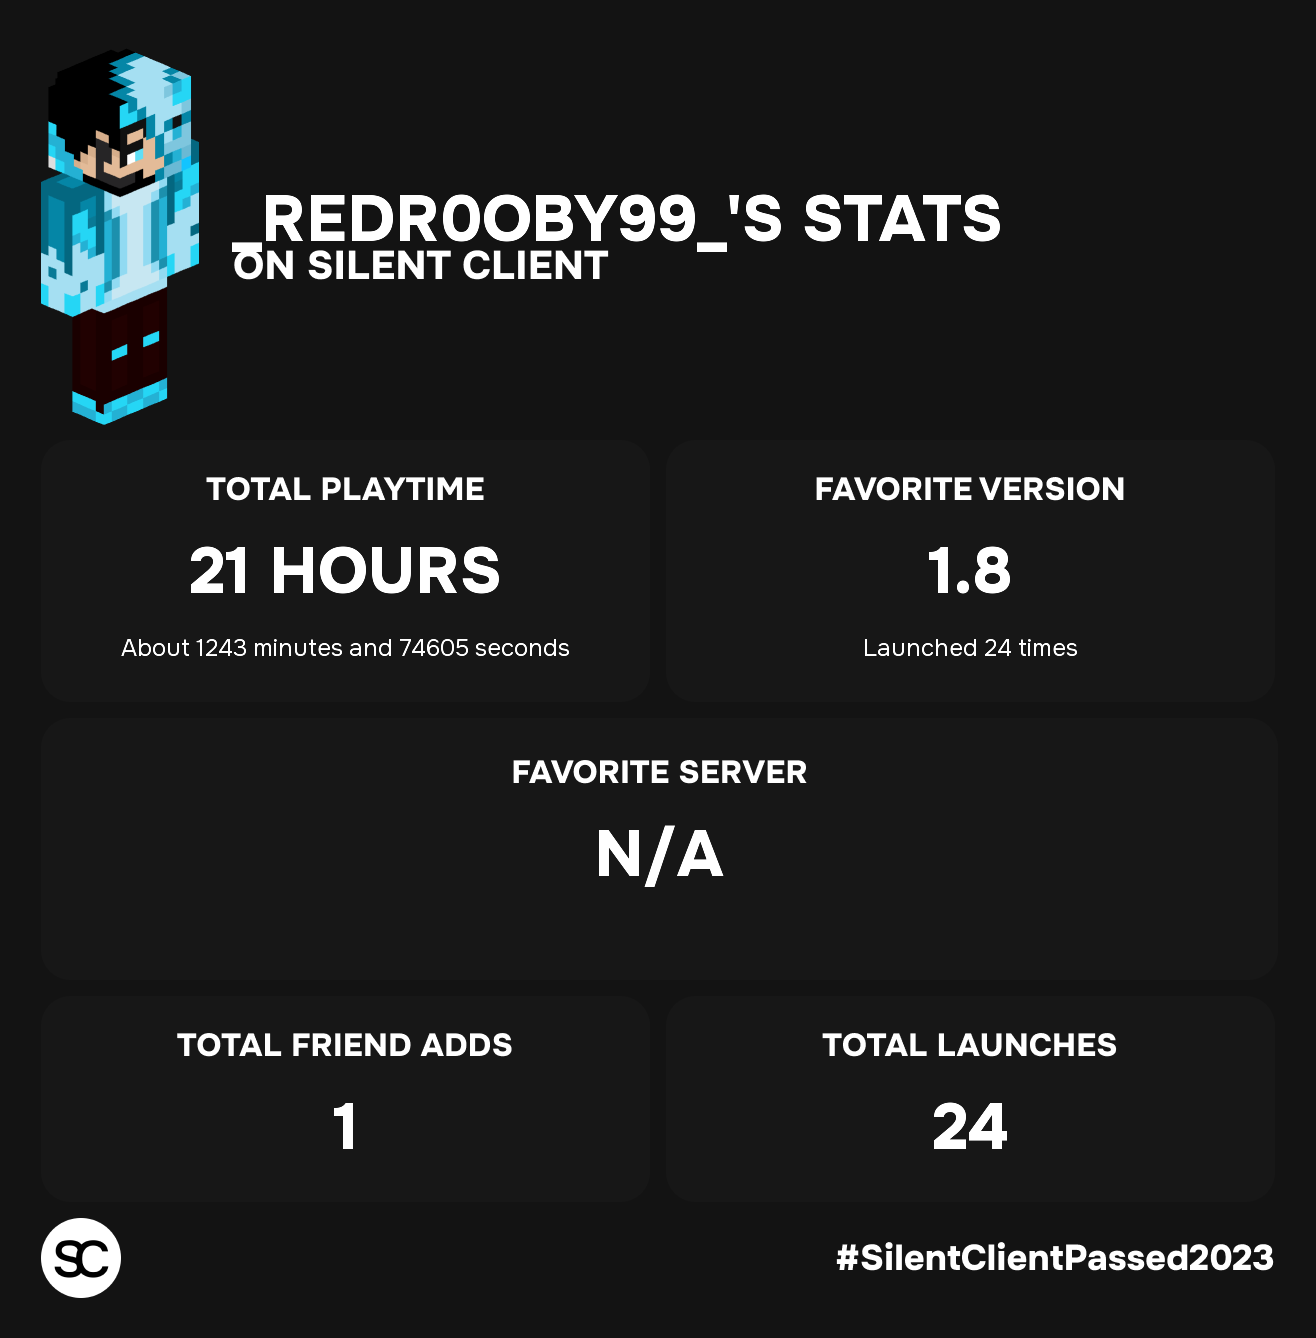 _REDR0OBY99_'S STATS
ON SILENT CLIENT
TOTAL PLAYTIME
21 HOURS
About 1243 minutes and 74605 seconds
FAVORITE VERSION
1.8
Launched 24 times
FAVORITE SERVER
N/A
TOTAL FRIEND ADDS
1
TOTAL LAUNCHES
24
SC
#SilentClientPassed2023